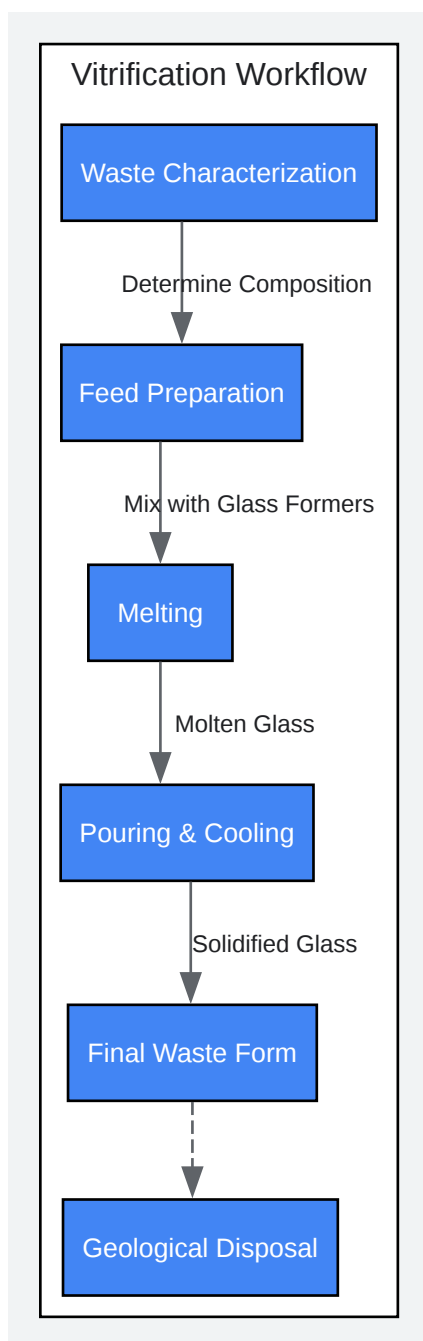 Vitrification Workflow
Waste Characterization
Determine Composition
Feed Preparation
Mix with Glass Formers
Melting
Molten Glass
Pouring & Cooling
Solidified Glass
Final Waste Form
Geological Disposal